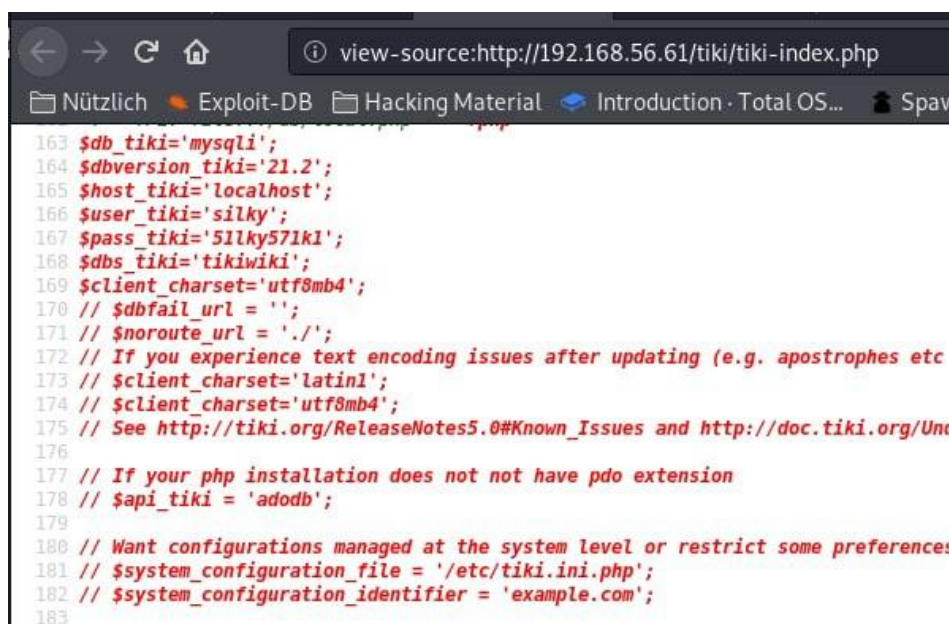 view-source:http://192.168.56.61/tiki/tiki-index.php
Nützlich Exploit-DB Hacking Material Introduction · Total OS... Spaw
163 $db_tiki='mysqli';
164 $dbversion_tiki='21.2';
165 $host_tiki='localhost';
166 $user_tiki='silky';
167 $pass_tiki='51lky571k1';
168 $dbs_tiki='tikiwiki';
169 $client_charset='utf8mb4';
170 // $dbfail_url = '';
171 // $noroute_url = './';
172 // If you experience text encoding issues after updating (e.g. apostrophes etc
173 // $client_charset='latin1';
174 // $client_charset='utf8mb4';
175 // See http://tiki.org/ReleaseNotes5.0#Known_Issues and http://doc.tiki.org/Und
176
177 // If your php installation does not not have pdo extension
178 // $api_tiki = 'adodb';
179
180 // Want configurations managed at the system level or restrict some preferences
181 // $system_configuration_file = '/etc/tiki.ini.php';
182 // $system_configuration_identifier = 'example.com';
183